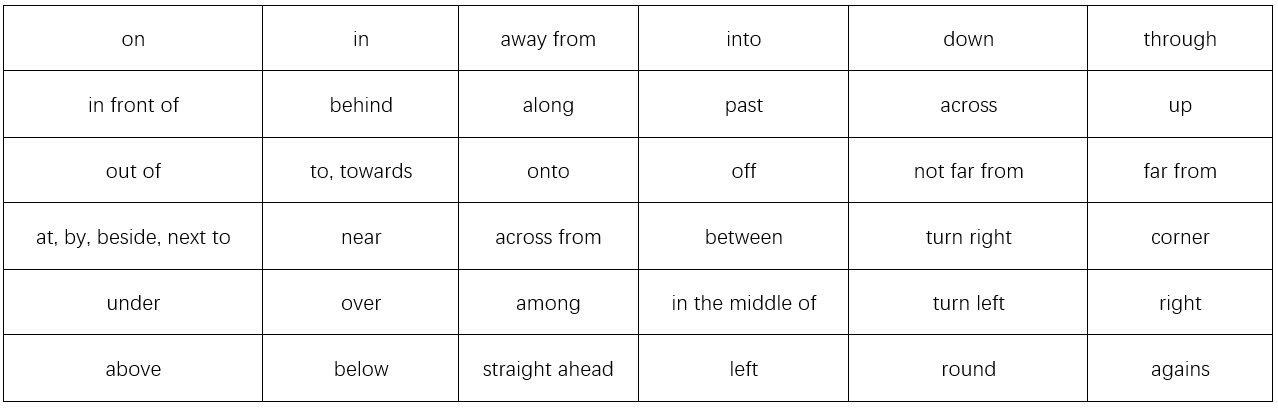 on in away from into down through
in front of behind along past across up
out of to, towards onto off not far from far from
at, by, beside, next to near across from between turn right corner
under over among in the middle of turn left right
above below straight ahead left round agains